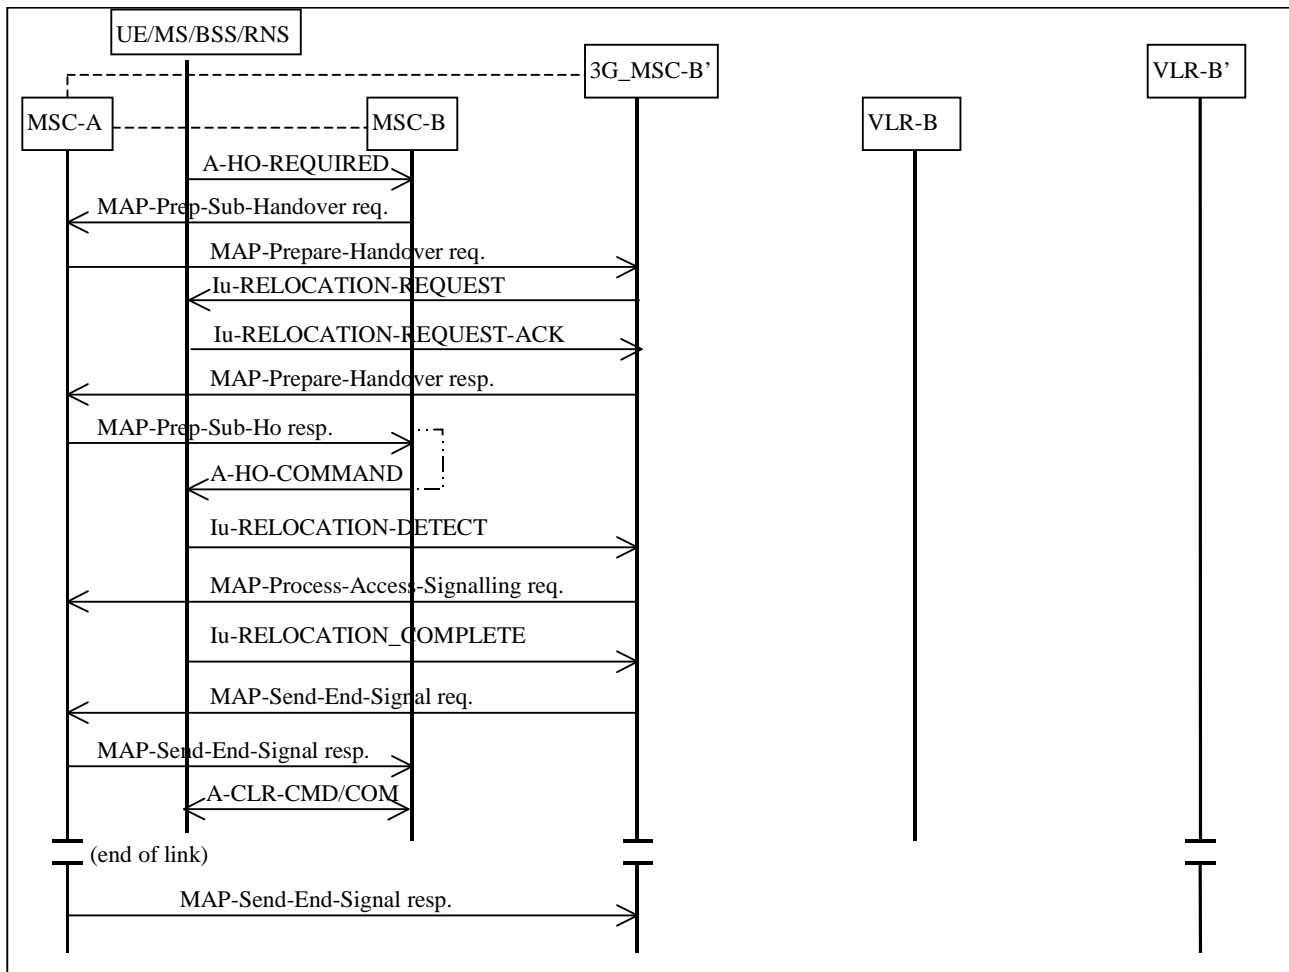 UE/MS/BSS/RNS
3G_MSC-B’
VLR-B’
MSC-A
MSC-B
VLR-B
A-HO-REQUIRED
MAP-Prep-Sub-Handover req.
MAP-Prepare-Handover req.
Iu-RELOCATION-REQUEST
Iu-RELOCATION-REQUEST-ACK
MAP-Prepare-Handover resp.
MAP-Prep-Sub-Ho resp.
A-HO-COMMAND
Iu-RELOCATION-DETECT
MAP-Process-Access-Signalling req.
Iu-RELOCATION_COMPLETE
MAP-Send-End-Signal req.
MAP-Send-End-Signal resp.
A-CLR-CMD/COM
(end of link)
MAP-Send-End-Signal resp.